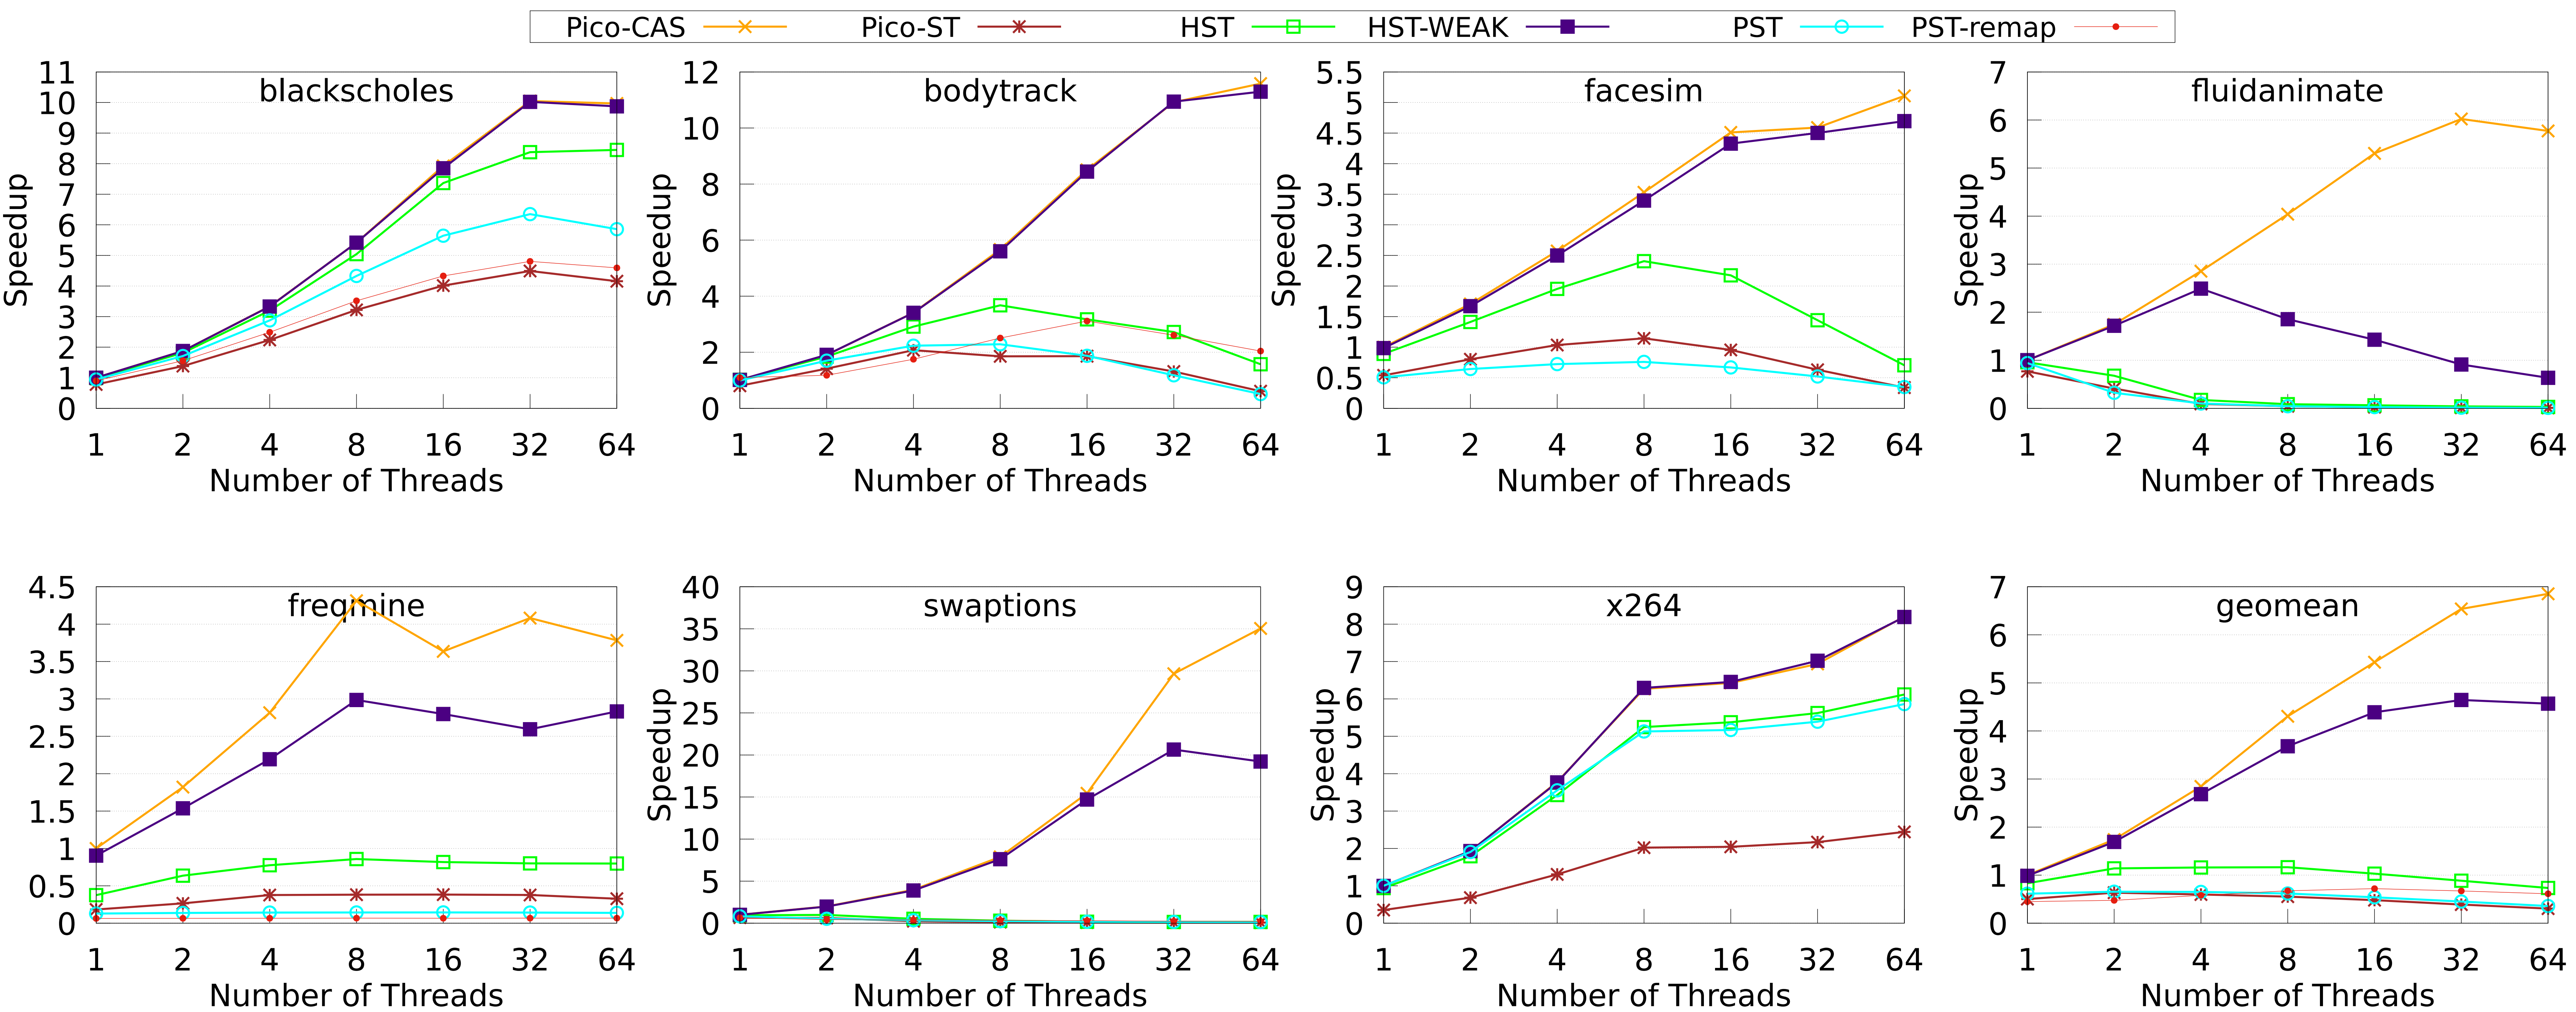 Pico-CAS Pico-ST HST HST-WEAK PST PST-remap
blackscholes
Speedup
11
10
9
8
7
6
5
4
3
2
1
0
1 2 4 8 16 32 64
Number of Threads
bodytrack
Speedup
12
10
8
6
4
2
0
1 2 4 8 16 32 64
Number of Threads
facesim
Speedup
5.5
5
4.5
4
3.5
3
2.5
2
1.5
1
0.5
0
1 2 4 8 16 32 64
Number of Threads
fluidanimate
Speedup
7
6
5
4
3
2
1
0
1 2 4 8 16 32 64
Number of Threads
freqmine
4.5
4
3.5
3
2.5
2
1.5
1
0.5
0
1 2 4 8 16 32 64
Number of Threads
swaptions
Speedup
40
35
30
25
20
15
10
5
0
1 2 4 8 16 32 64
Number of Threads
x264
Speedup
9
8
7
6
5
4
3
2
1
0
1 2 4 8 16 32 64
Number of Threads
geomean
Speedup
7
6
5
4
3
2
1
0
1 2 4 8 16 32 64
Number of Threads